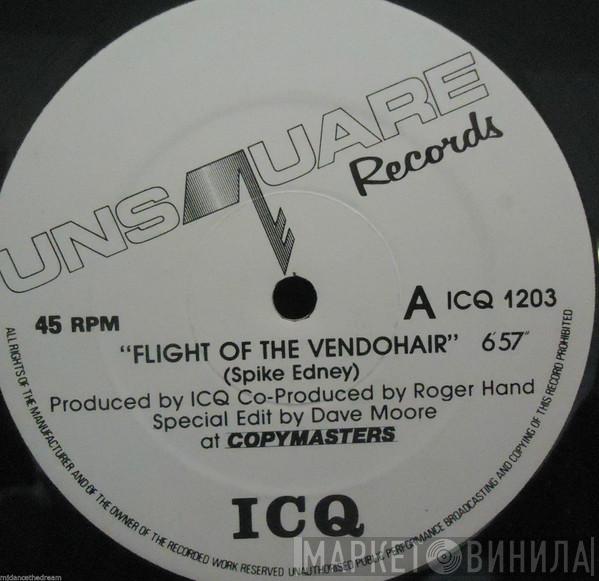 UNSQUARE
Records
45 RPM
A ICQ 1203
"FLIGHT OF THE VENDOHAIR" 6'57"
(Spike Edney)
Produced by ICQ Co-Produced by Roger Hand
Special Edit by Dave Moore
at COPYMASTERS
ICQ
ALL RIGHTS OF THE MANUFACTURER AND OF THE OWNER OF THE RECORDED WORK RESERVED UNAUTHORISED PUBLIC PERFORMANCE BROADCASTING AND COPYING OF THIS RECORD PROHIBITED
МАРКЕТ ВИНИЛА
midancethedream